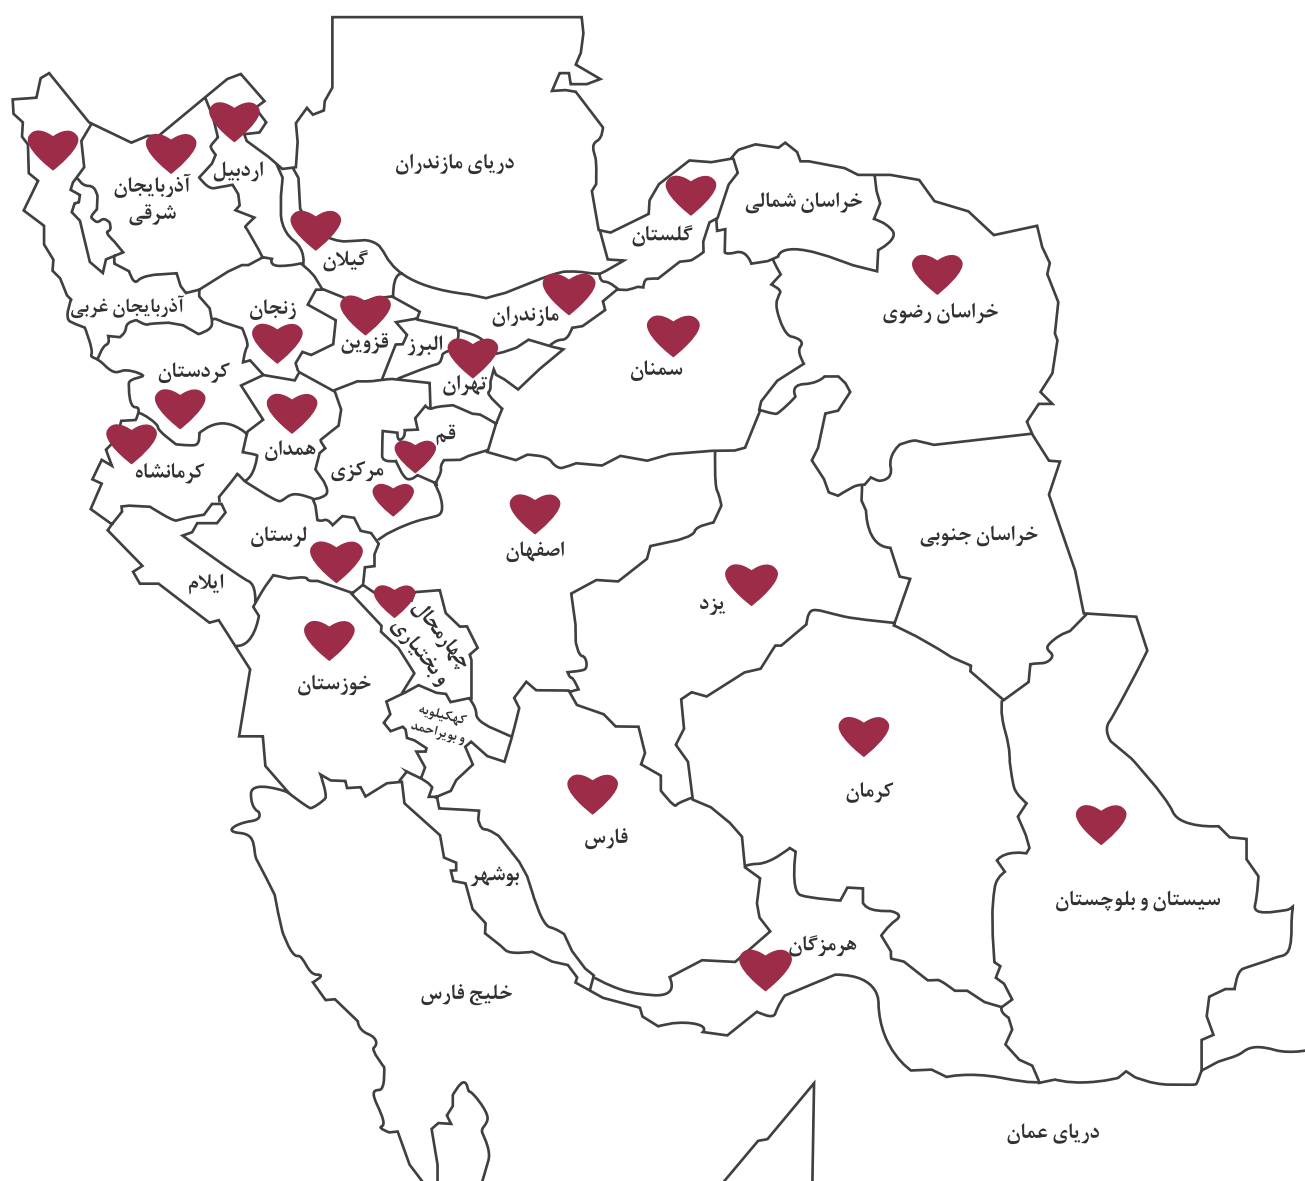 دریای مازندران
اردبیل
آذربایجان
شرقی
خراسان شمالی
گلستان
گیلان
آذربایجان غربی
زنجان
مازندران
خراسان رضوی
قزوین
البرز
کردستان
تهران
سمنان
همدان
قم
کرمانشاه
مرکزی
لرستان
اصفهان
خراسان جنوبی
ایلام
یزد
چهارمحال
و بختیاری
خوزستان
کهکیلویه
و بویراحمد
کرمان
فارس
بوشهر
سیستان و بلوچستان
هرمزگان
خلیج فارس
دریای عمان